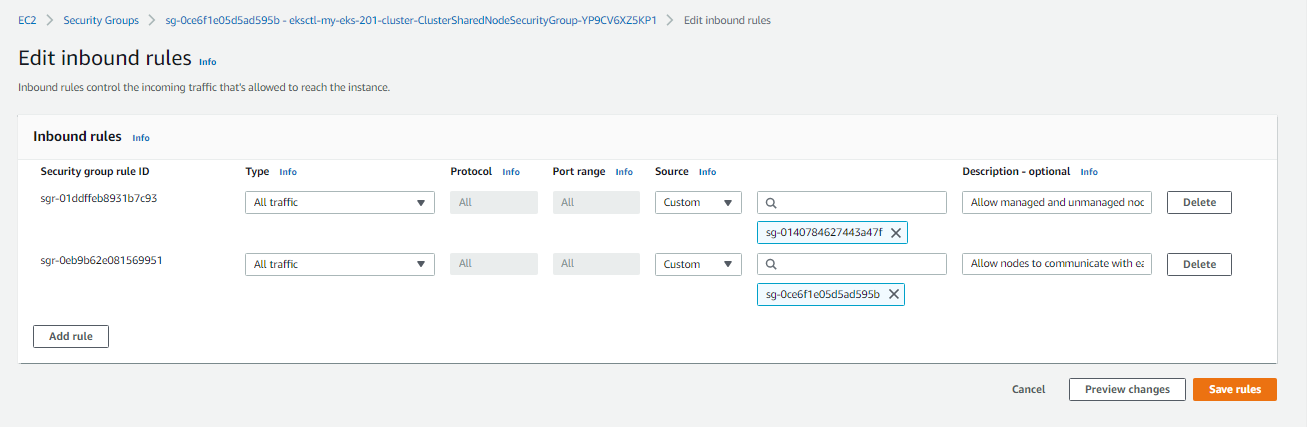 EC2 > Security Groups > sg-0ce6f1e05d5ad595b - eksctl-my-eks-201-cluster-ClusterSharedNodeSecurityGroup-YP9CV6XZ5KP1 > Edit inbound rules
Edit inbound rules Info
Inbound rules control the incoming traffic that's allowed to reach the instance.
Inbound rules Info
Security group rule ID Type Info Protocol Info Port range Info Source Info Description - optional Info
sgr-01ddffeb8931b7c93 All traffic All All Custom Allow managed and unmanaged noc Delete
sg-0140784627443a47f
sgr-0eb9b62e081569951 All traffic All All Custom Allow nodes to communicate with ea Delete
sg-0ce6f1e05d5ad595b
Add rule
Cancel Preview changes Save rules